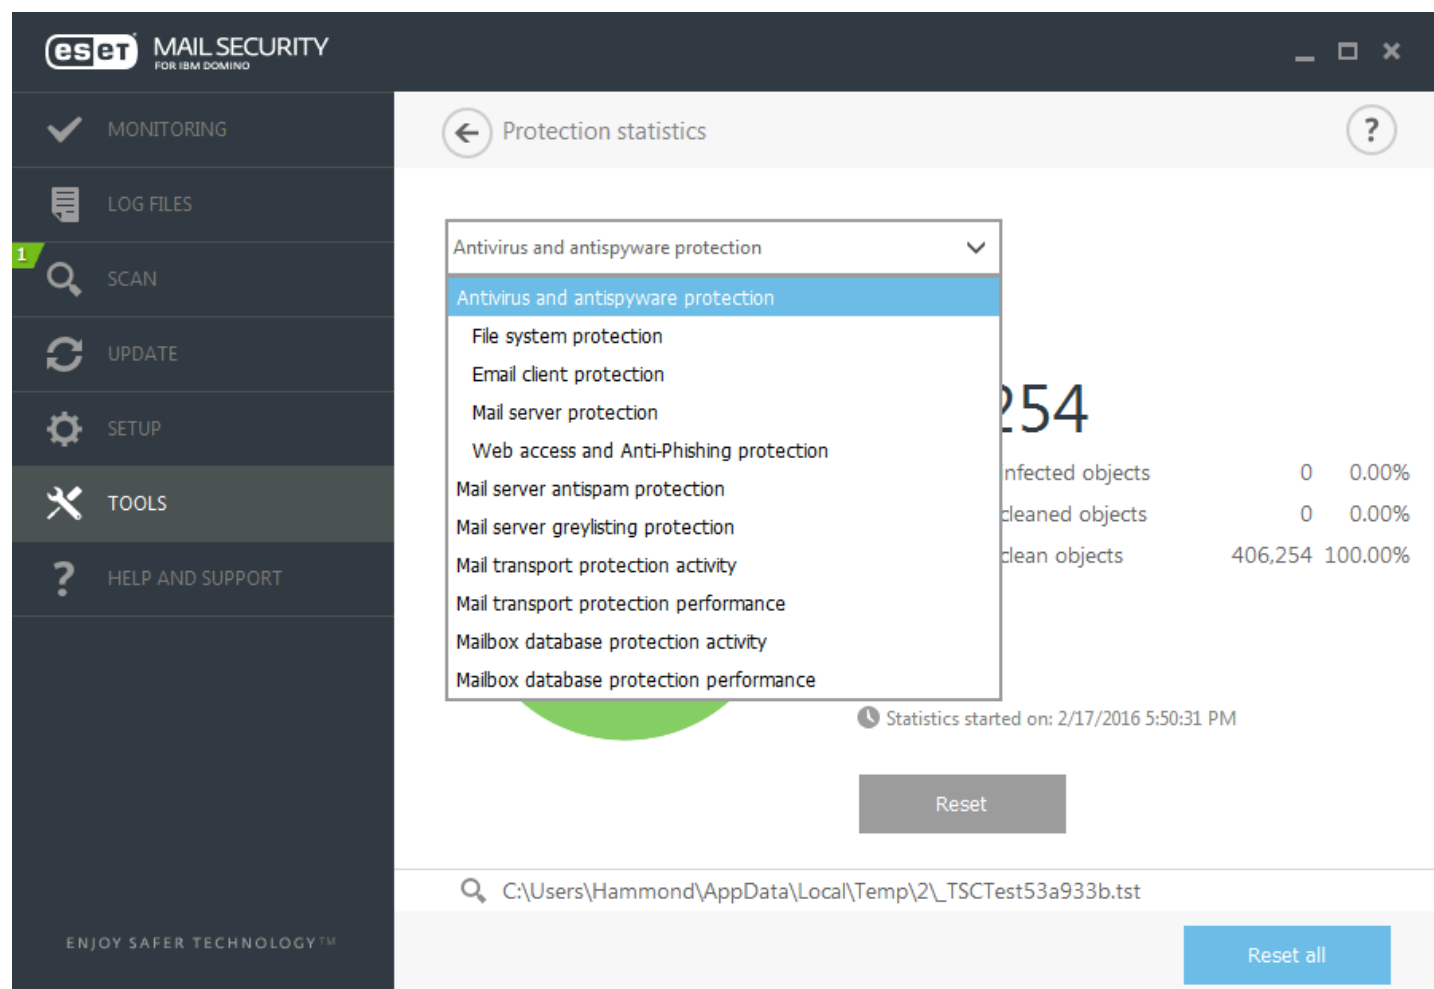 eset MAIL SECURITY
FOR IBM DOMINO
MONITORING
LOG FILES
1
SCAN
UPDATE
SETUP
TOOLS
HELP AND SUPPORT
ENJOY SAFER TECHNOLOGY™
Protection statistics
?
Antivirus and antispyware protection
Antivirus and antispyware protection
File system protection
Email client protection
Mail server protection
Web access and Anti-Phishing protection
Mail server antispam protection
Mail server greylisting protection
Mail transport protection activity
Mail transport protection performance
Mailbox database protection activity
Mailbox database protection performance
254
infected objects 0 0.00%
cleaned objects 0 0.00%
clean objects 406,254 100.00%
Statistics started on: 2/17/2016 5:50:31 PM
Reset
C:\Users\Hammond\AppData\Local\Temp\2\_TSCTest53a933b.tst
Reset all